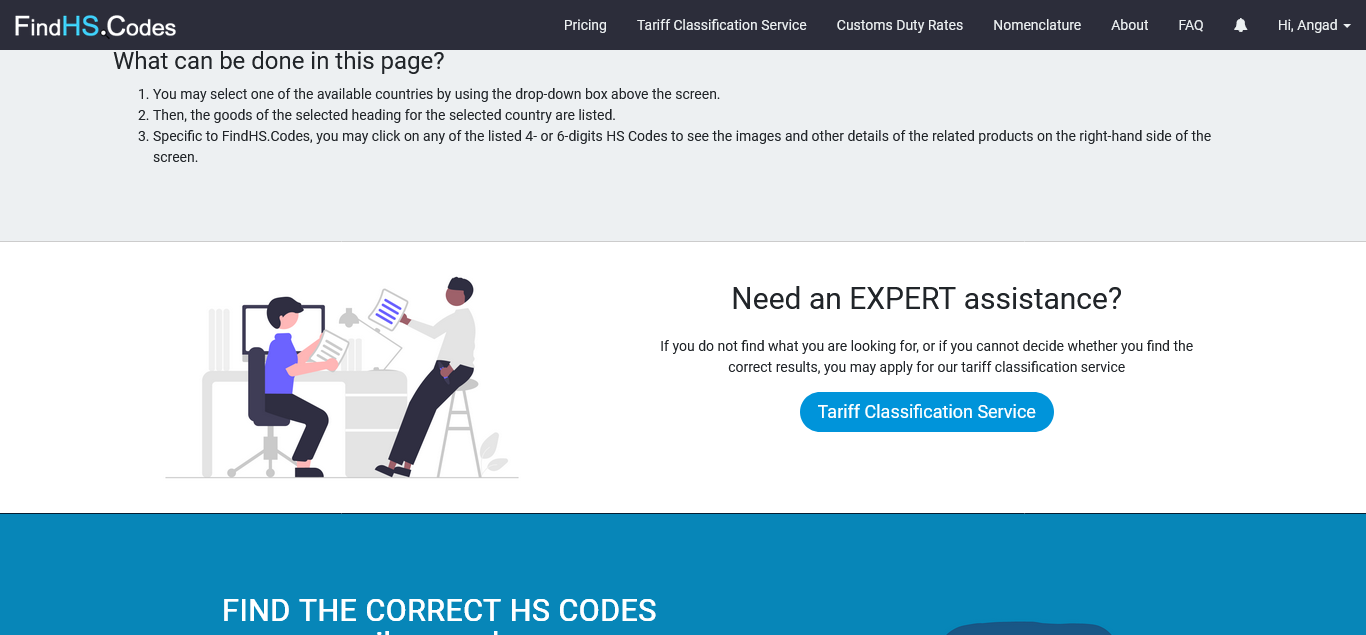 FindHS.Codes
Pricing
Tariff Classification Service
Customs Duty Rates
Nomenclature
About
FAQ
Hi, Angad
What can be done in this page?
1. You may select one of the available countries by using the drop-down box above the screen.
2. Then, the goods of the selected heading for the selected country are listed.
3. Specific to FindHS.Codes, you may click on any of the listed 4- or 6-digits HS Codes to see the images and other details of the related products on the right-hand side of the
screen.
Need an EXPERT assistance?
If you do not find what you are looking for, or if you cannot decide whether you find the
correct results, you may apply for our tariff classification service
Tariff Classification Service
FIND THE CORRECT HS CODES